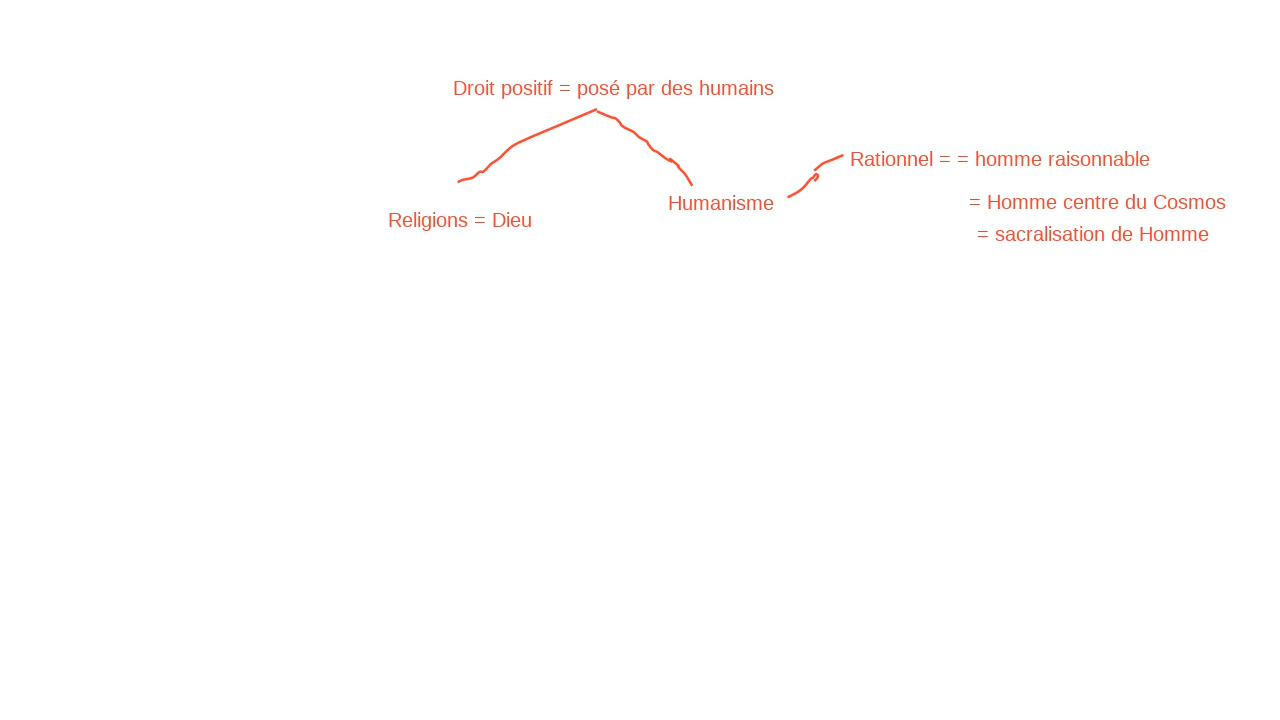 Droit positif = posé par des humains
Rationnel = = homme raisonnable
Humanisme
= Homme centre du Cosmos
Religions = Dieu
= sacralisation de Homme